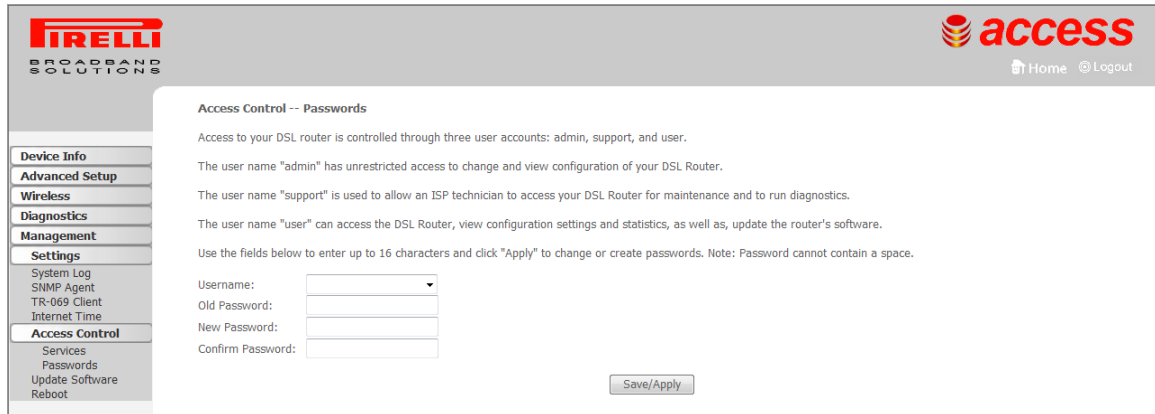 PIRELLI
BROADBAND
SOLUTIONS
access
Home Logout
Access Control -- Passwords
Access to your DSL router is controlled through three user accounts: admin, support, and user.
The user name "admin" has unrestricted access to change and view configuration of your DSL Router.
The user name "support" is used to allow an ISP technician to access your DSL Router for maintenance and to run diagnostics.
The user name "user" can access the DSL Router, view configuration settings and statistics, as well as, update the router's software.
Use the fields below to enter up to 16 characters and click "Apply" to change or create passwords. Note: Password cannot contain a space.
Username:
Old Password:
New Password:
Confirm Password:
Save/Apply
Device Info
Advanced Setup
Wireless
Diagnostics
Management
Settings
System Log
SNMP Agent
TR-069 Client
Internet Time
Access Control
Services
Passwords
Update Software
Reboot